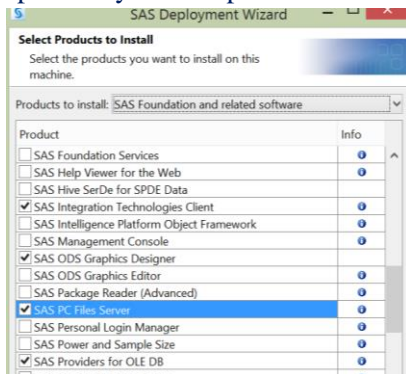 SAS Deployment Wizard
Select Products to Install
Select the products you want to install on this
machine.
Products to install: SAS Foundation and related software
Product Info
SAS Foundation Services
SAS Help Viewer for the Web
SAS Hive SerDe for SPDE Data
SAS Integration Technologies Client
SAS Intelligence Platform Object Framework
SAS Management Console
SAS ODS Graphics Designer
SAS ODS Graphics Editor
SAS Package Reader (Advanced)
SAS PC Files Server
SAS Personal Login Manager
SAS Power and Sample Size
SAS Providers for OLE DB